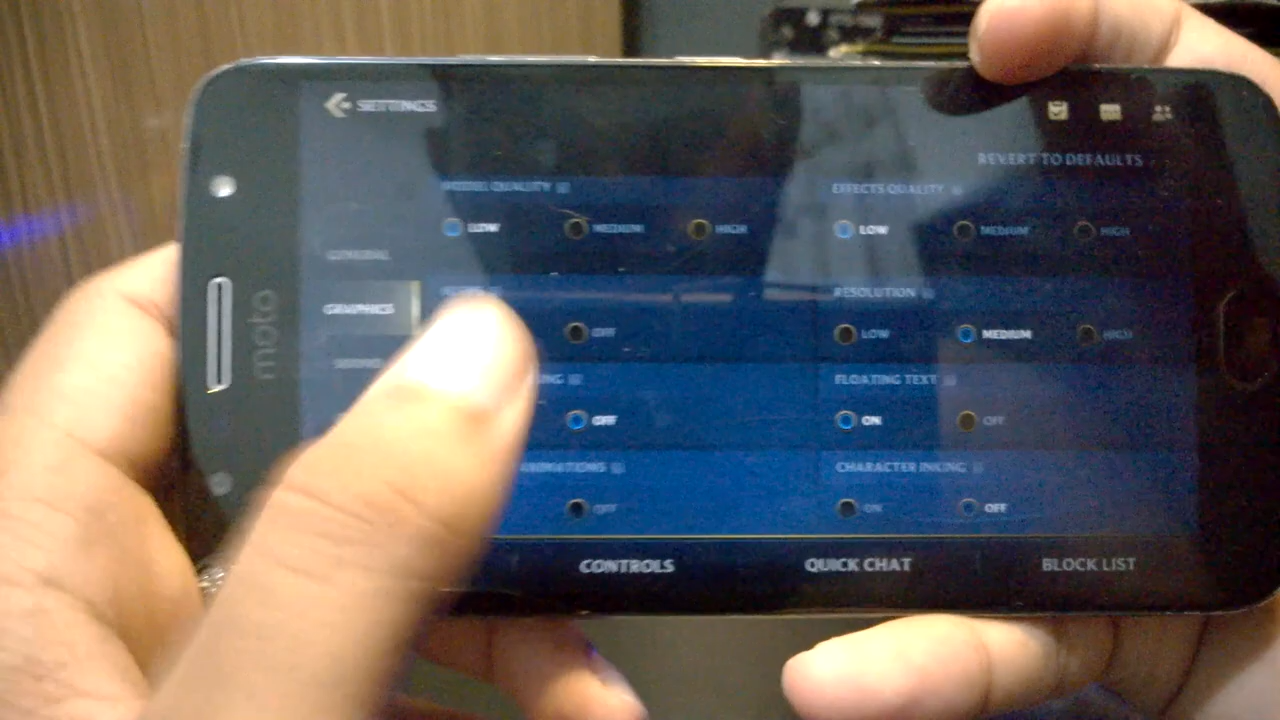 SETTINGS
REVERT TO DEFAULTS
MODEL QUALITY
EFFECTS QUALITY
LOW MEDIUM HIGH
LOW MEDIUM HIGH
GENERAL
GRAPHICS
RESOLUTION
OFF
LOW MEDIUM HIGH
FLOATING TEXT
OFF
ON OFF
ANIMATIONS
CHARACTER INKING
OFF
ON OFF
CONTROLS
QUICK CHAT
BLOCK LIST
moto